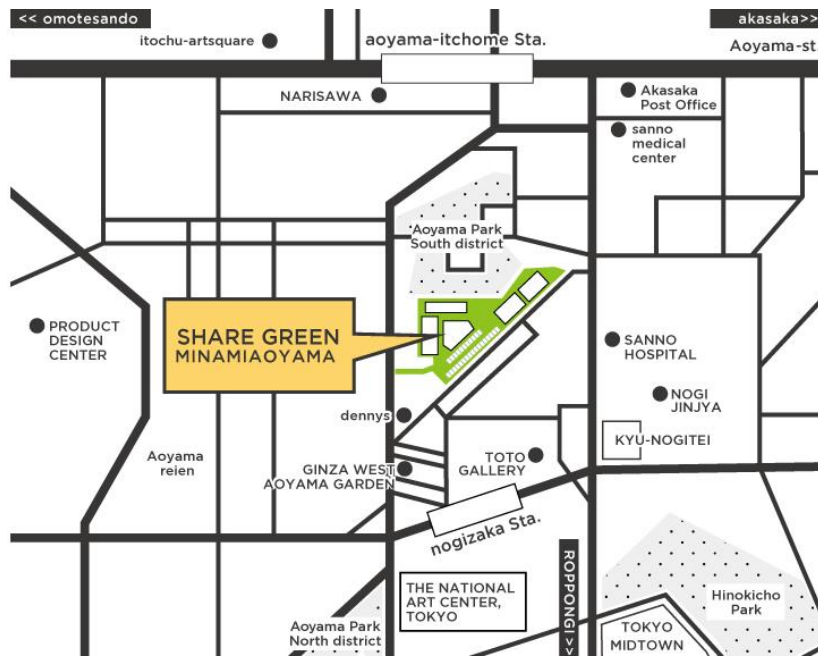 << omotesando
akasaka>>
itochu-artsquare
aoyama-itchome Sta.
Aoyama-st.
NARISAWA
Akasaka
Post Office
sanno
medical
center
Aoyama Park
South district
PRODUCT
DESIGN
CENTER
SHARE GREEN
MINAMIAOYAMA
SANNO
HOSPITAL
NOGI
JINJYA
dennys
KYU-NOGITEI
Aoyama
reien
GINZA WEST
AOYAMA GARDEN
TOTO
GALLERY
nogizaka Sta.
ROPPONGI >>
THE NATIONAL
ART CENTER,
TOKYO
Hinokicho
Park
Aoyama Park
North district
TOKYO
MIDTOWN